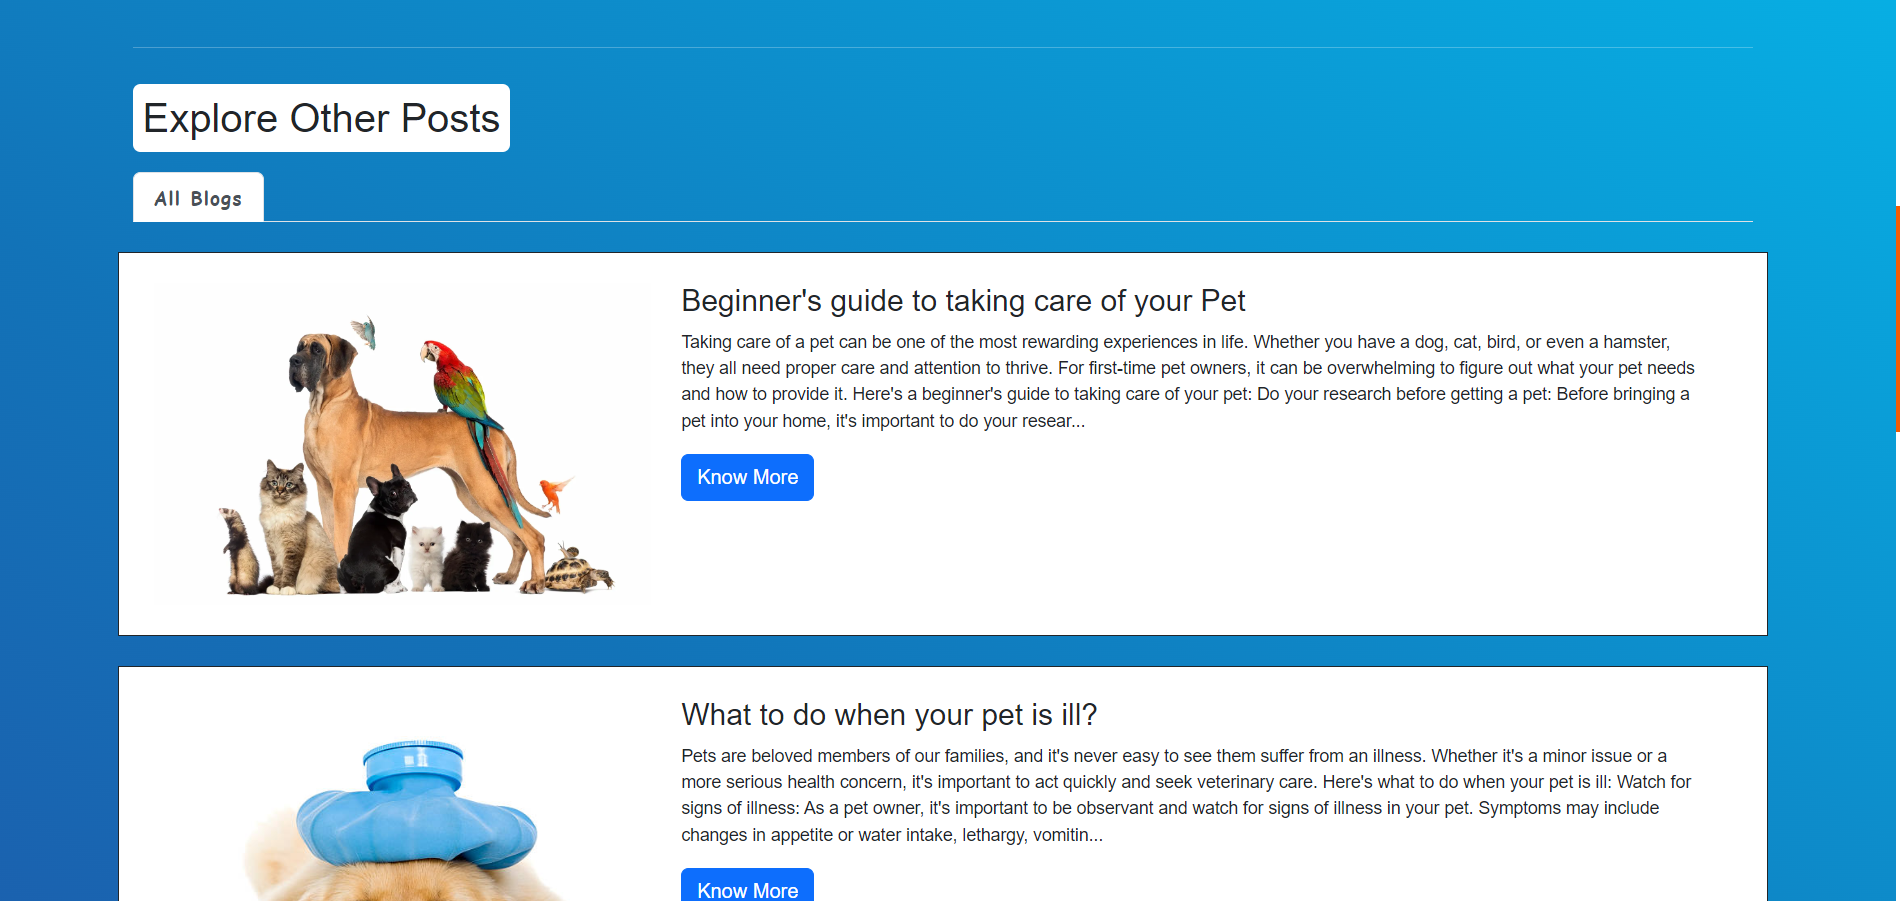 Explore Other Posts
All Blogs
Beginner's guide to taking care of your Pet
Taking care of a pet can be one of the most rewarding experiences in life. Whether you have a dog, cat, bird, or even a hamster,
they all need proper care and attention to thrive. For first-time pet owners, it can be overwhelming to figure out what your pet needs
and how to provide it. Here's a beginner's guide to taking care of your pet: Do your research before getting a pet: Before bringing a
pet into your home, it's important to do your resear...
Know More
What to do when your pet is ill?
Pets are beloved members of our families, and it's never easy to see them suffer from an illness. Whether it's a minor issue or a
more serious health concern, it's important to act quickly and seek veterinary care. Here's what to do when your pet is ill: Watch for
signs of illness: As a pet owner, it's important to be observant and watch for signs of illness in your pet. Symptoms may include
changes in appetite or water intake, lethargy, vomitin...
Know More